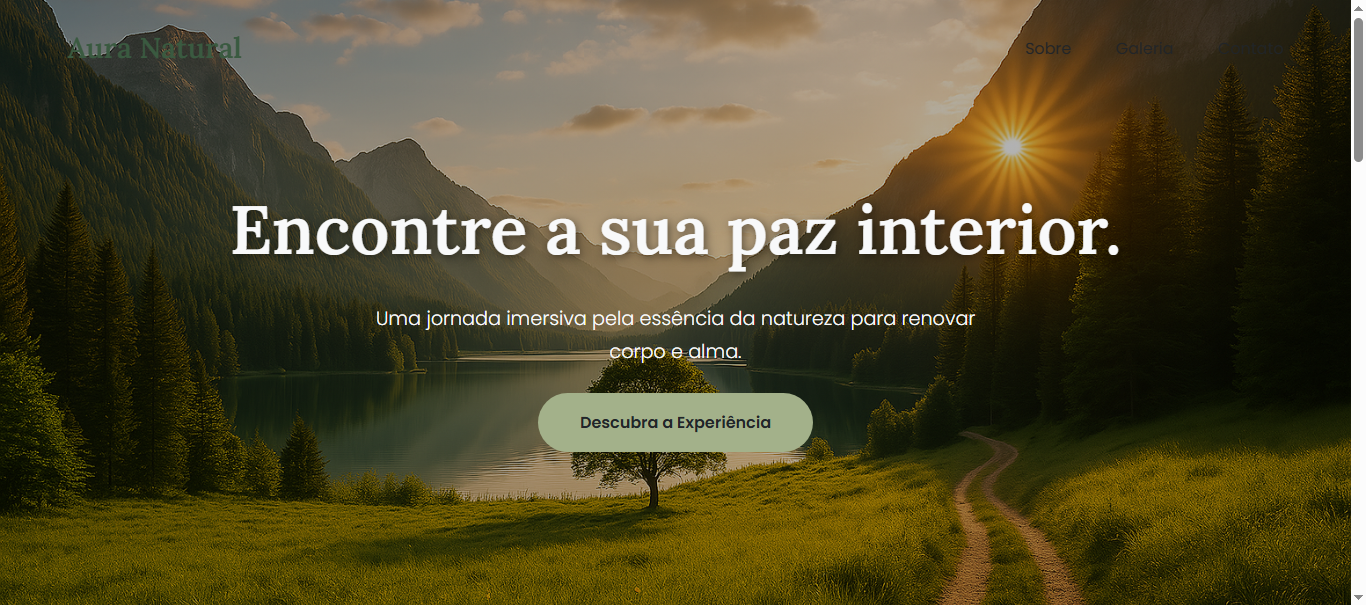 Aura Natural
Sobre
Galeria
Encontre a sua paz interior.
Uma jornada imersiva pela essência da natureza para renovar
corpo e alma.
Descubra a Experiência